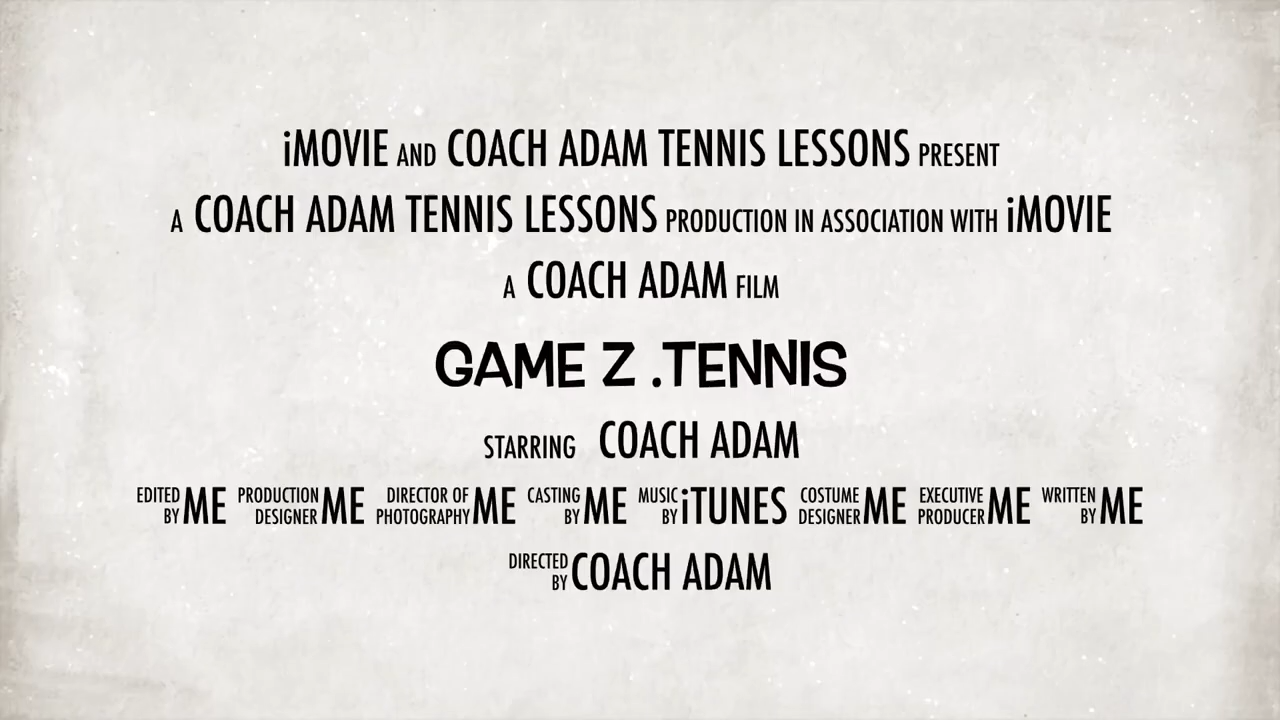 iMOVIE AND COACH ADAM TENNIS LESSONS PRESENT
A COACH ADAM TENNIS LESSONS PRODUCTION IN ASSOCIATION WITH iMOVIE
A COACH ADAM FILM
GAME Z .TENNIS
STARRING COACH ADAM
EDITED BY ME PRODUCTION DESIGNER ME DIRECTOR OF PHOTOGRAPHY ME CASTING BY ME MUSIC BY iTUNES COSTUME DESIGNER ME EXECUTIVE PRODUCER ME WRITTEN BY ME
DIRECTED BY COACH ADAM